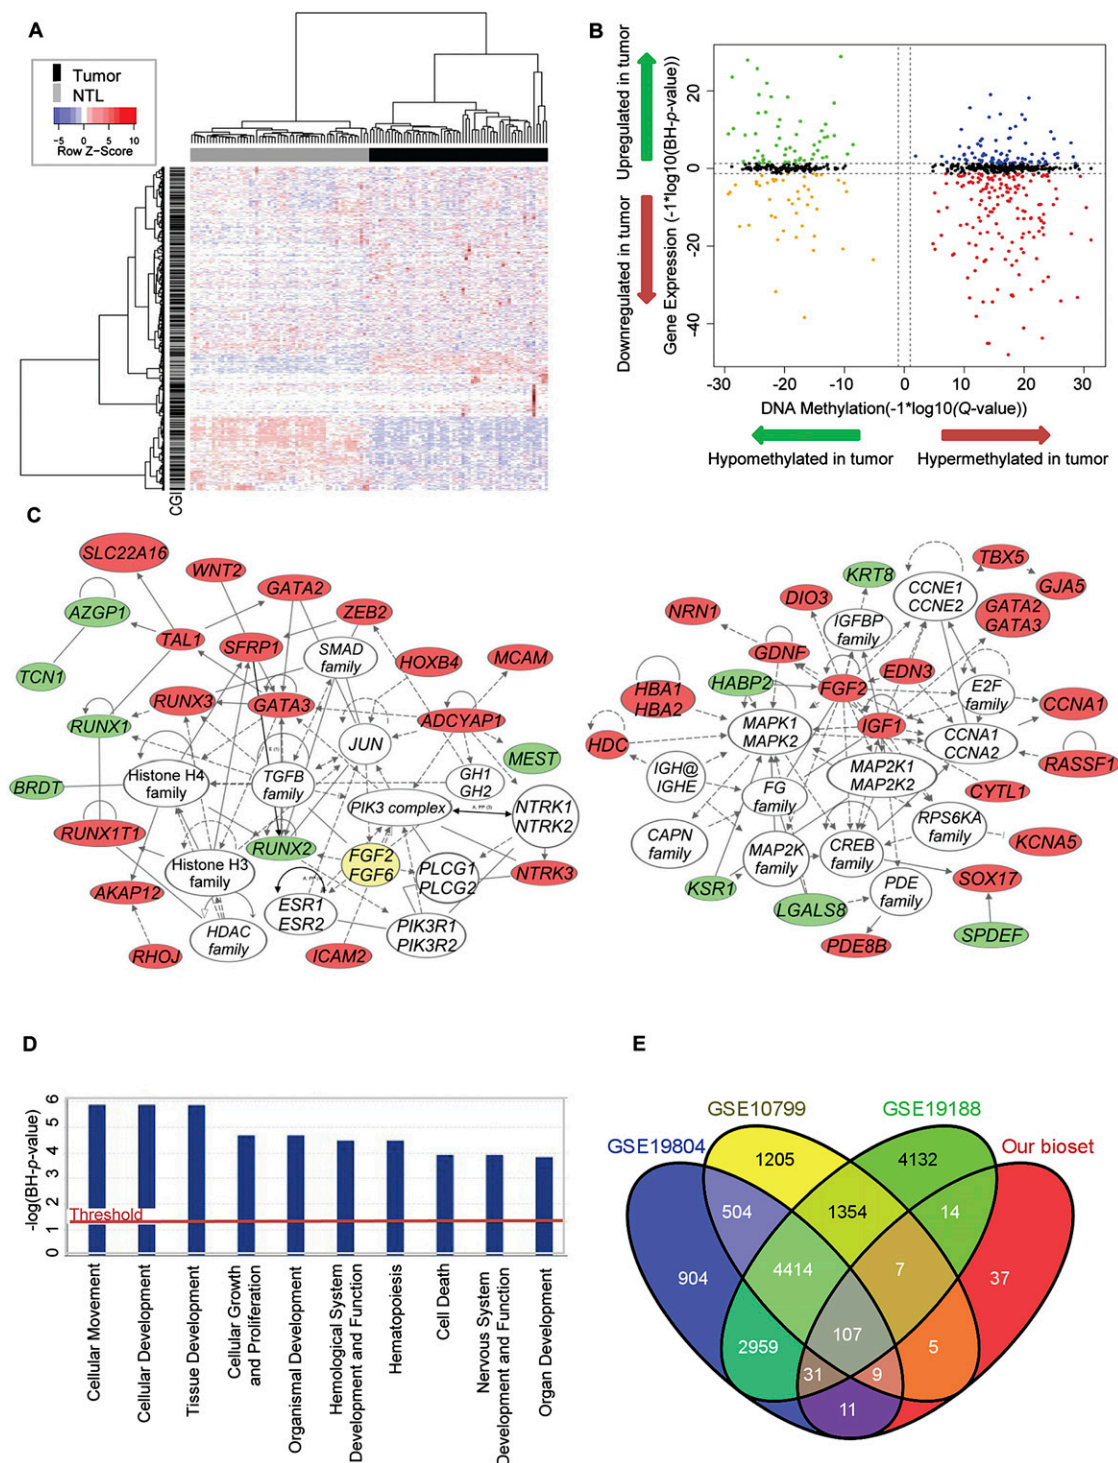 A
Tumor
NTL
-5 0 5 10
Row Z-Score
CGI
B
Upregulated in tumor
Downregulated in tumor
Gene Expression (-1*log10(BH-p-value))
20
0
-20
-40
-30 -20 -10 0 10 20 30
DNA Methylation(-1*log10(Q-value))
Hypomethylated in tumor
Hypermethylated in tumor
C
SLC22A16
WNT2
GATA2
ZEB2
AZGP1
TAL1
SFRP1
SMAD
family
HOXB4
MCAM
TCN1
RUNX3
GATA3
ADCYAP1
RUNX1
JUN
MEST
BRDT
Histone H4
family
TGFB
family
GH1
GH2
PIK3 complex
NTRK1
NTRK2
RUNX1T1
Histone H3
family
RUNX2
FGF2
FGF6
PLCG1
PLCG2
NTRK3
AKAP12
ESR1
ESR2
HDAC
family
PIK3R1
PIK3R2
RHOJ
ICAM2
KRT8
CCNE1
CCNE2
TBX5
GJA5
NRN1
DIO3
IGFBP
family
GATA2
GATA3
GDNF
EDN3
HBA1
HBA2
HABP2
FGF2
E2F
family
CCNA1
IGF1
MAPK1
MAPK2
CCNA1
CCNA2
HDC
RASSF1
IGH@
IGHE
MAP2K1
MAP2K2
FG
family
CYTL1
CAPN
family
RPS6KA
family
KCNA5
MAP2K
family
CREB
family
KSR1
PDE
family
SOX17
LGALS8
SPDEF
PDE8B
D
-log(BH-p-value)
6
5
4
3
2
1
0
Threshold
Cellular Movement
Cellular Development
Tissue Development
Cellular Growth
and Proliferation
Organismal Development
Hemological System
Development and Function
Hematopoiesis
Cell Death
Nervous System
Development and Function
Organ Development
E
GSE10799
GSE19188
GSE19804
Our bioset
1205
4132
504
1354
14
904
4414
7
37
2959
107
5
31
9
11